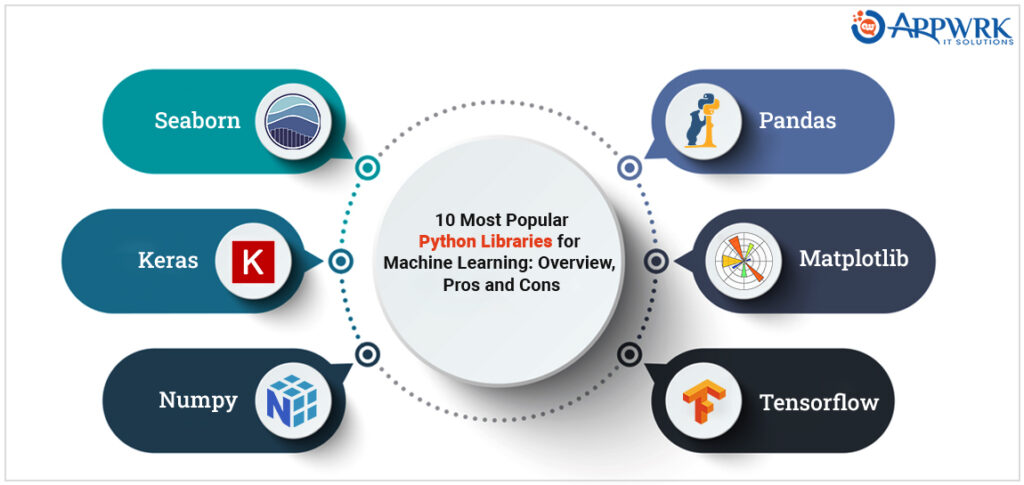 APPWRK
IT SOLUTIONS
Seaborn
Pandas
10 Most Popular
Python Libraries for
Machine Learning: Overview,
Pros and Cons
Keras
K
Matplotlib
Numpy
N
Tensorflow